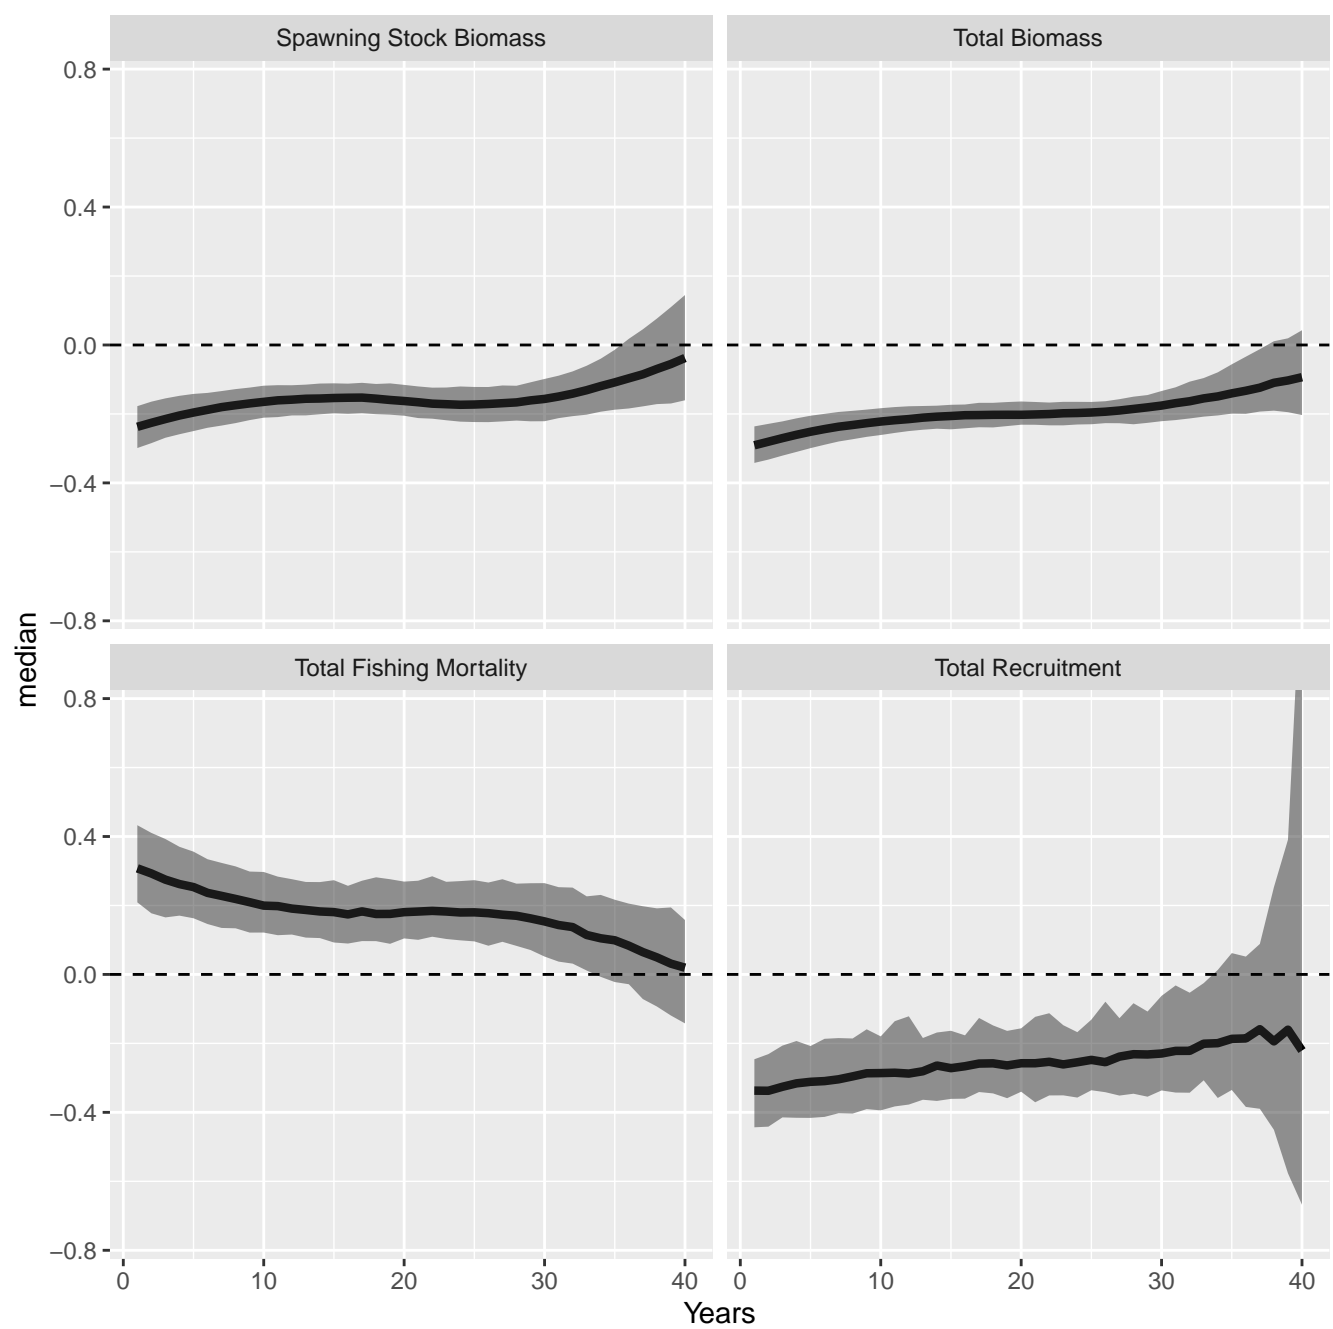 Spawning Stock Biomass
Total Biomass
0.8
0.4
0.0
−0.4
−0.8
Total Fishing Mortality
Total Recruitment
0.8
0.4
0.0
−0.4
−0.8
0 10 20 30 40
0 10 20 30 40
Years
median